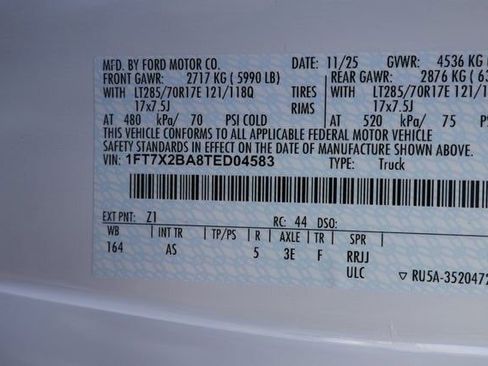 MFD. BY FORD MOTOR CO. 11/25 GVWR: 4536 KG (
FRONT GAWR: 2717 KG ( 5990 LB) REAR GAWR: 2876 KG ( 63
WITH LT285/70R17E 121/118Q TIRES WITH LT285/70R17E 121/
17x7.5J RIMS 17x7.5J
AT 480 kPa/ 70 PSI COLD AT 520 kPa/ 75 PS
THIS VEHICLE CONFORMS TO ALL APPLICABLE FEDERAL MOTOR VEHICLE
SAFETY STANDARDS IN EFFECT ON THE DATE OF MANUFACTURE SHOWN ABOVE.
VIN: 1FT7X2BA8TED04583 TYPE: Truck
EXT PNT: Z1 RC: 44 DSO:
WB INT TR TP/PS R AXLE TR SPR
164 AS 5 3E F RRJJ
ULC ▽ RU5A-3520472